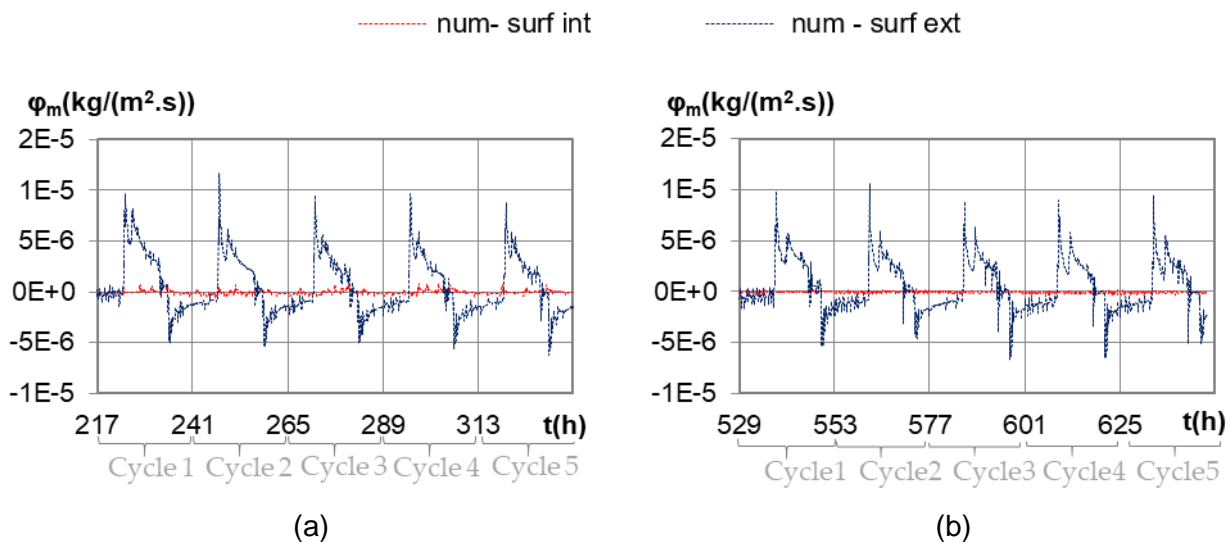 num- surf int num - surf ext
φm(kg/(m².s)) φm(kg/(m².s))
2E-5 2E-5
1E-5 1E-5
5E-6 5E-6
0E+0 0E+0
-5E-6 -5E-6
-1E-5 -1E-5
217 241 265 289 313 t(h) 529 553 577 601 625 t(h)
Cycle 1 Cycle 2 Cycle 3 Cycle 4 Cycle 5 Cycle1 Cycle2 Cycle3 Cycle4 Cycle5
(a) (b)